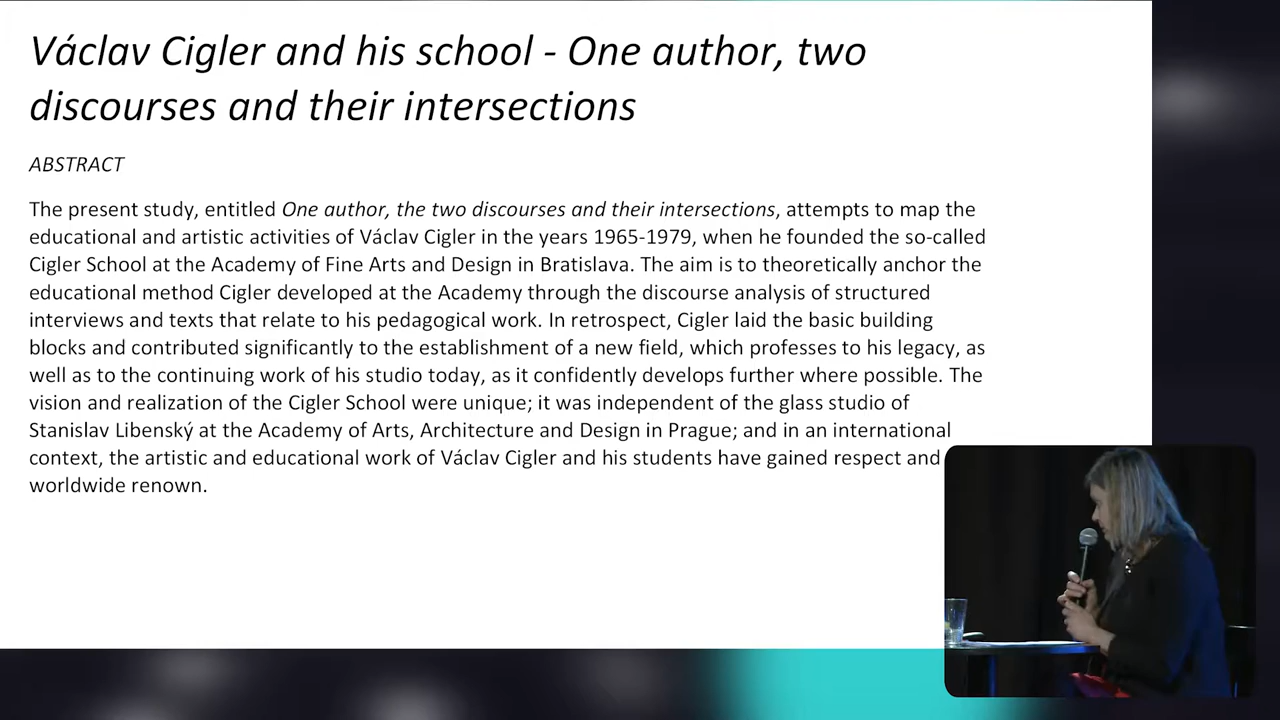 Václav Cigler and his school - One author, two
discourses and their intersections
ABSTRACT
The present study, entitled One author, the two discourses and their intersections, attempts to map the
educational and artistic activities of Václav Cigler in the years 1965-1979, when he founded the so-called
Cigler School at the Academy of Fine Arts and Design in Bratislava. The aim is to theoretically anchor the
educational method Cigler developed at the Academy through the discourse analysis of structured
interviews and texts that relate to his pedagogical work. In retrospect, Cigler laid the basic building
blocks and contributed significantly to the establishment of a new field, which professes to his legacy, as
well as to the continuing work of his studio today, as it confidently develops further where possible. The
vision and realization of the Cigler School were unique; it was independent of the glass studio of
Stanislav Libenský at the Academy of Arts, Architecture and Design in Prague; and in an international
context, the artistic and educational work of Václav Cigler and his students have gained respect and
worldwide renown.